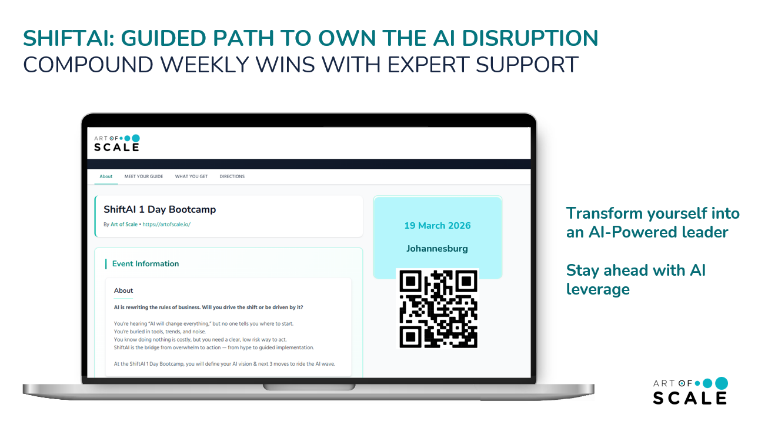 SHIFTAI: GUIDED PATH TO OWN THE AI DISRUPTION
COMPOUND WEEKLY WINS WITH EXPERT SUPPORT
ART OF
SCALE
About MEET YOUR GUIDE WHAT YOU GET DIRECTIONS
ShiftAI 1 Day Bootcamp
By Art of Scale • https://artofscale.io/
Event Information
About
AI is rewriting the rules of business. Will you drive the shift or be driven by it?
You're hearing "AI will change everything," but no one tells you where to start.
You're buried in tools, trends, and noise.
You know doing nothing is costly, but you need a clear, low risk way to act.
ShiftAI is the bridge from overwhelm to action — from hype to guided implementation.
At the ShiftAI 1 Day Bootcamp, you will define your AI vision & next 3 moves to ride the AI wave.
19 March 2026
Johannesburg
Transform yourself into
an AI-Powered leader
Stay ahead with AI
leverage
ART OF
SCALE